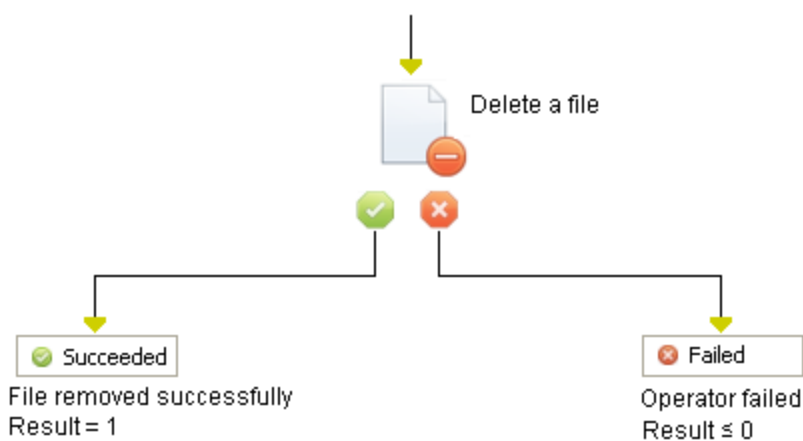 Delete a file
Succeeded
File removed successfully
Result = 1
Failed
Operator failed
Result ≤ 0